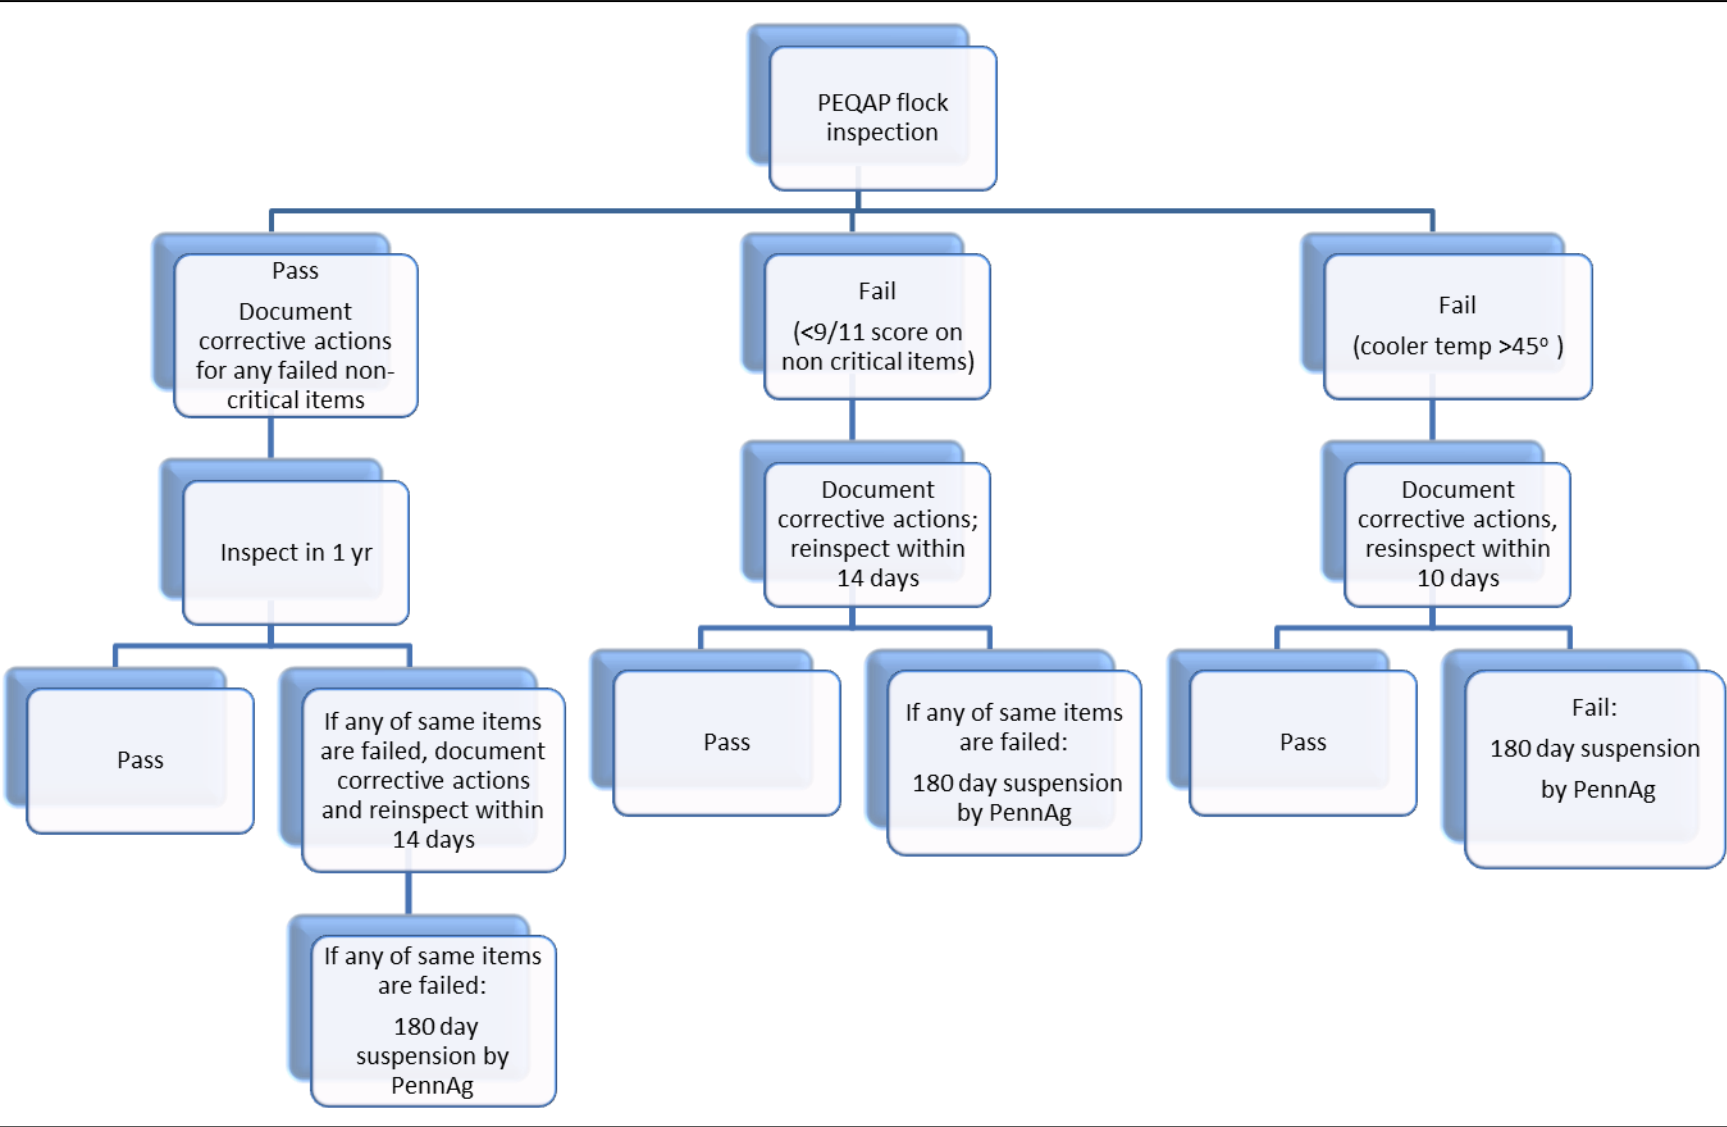 PEQAP flock
inspection
Pass
Document
corrective actions
for any failed non-
critical items
Fail
(<9/11 score on
non critical items)
Fail
(cooler temp >45º )
Inspect in 1 yr
Document
corrective actions;
reinspect within
14 days
Document
corrective actions,
resinspect within
10 days
Pass
If any of same items
are failed, document
corrective actions
and reinspect within
14 days
Pass
If any of same items
are failed:
180 day suspension
by PennAg
Pass
Fail:
180 day suspension
by PennAg
If any of same items
are failed:
180 day
suspension by
PennAg